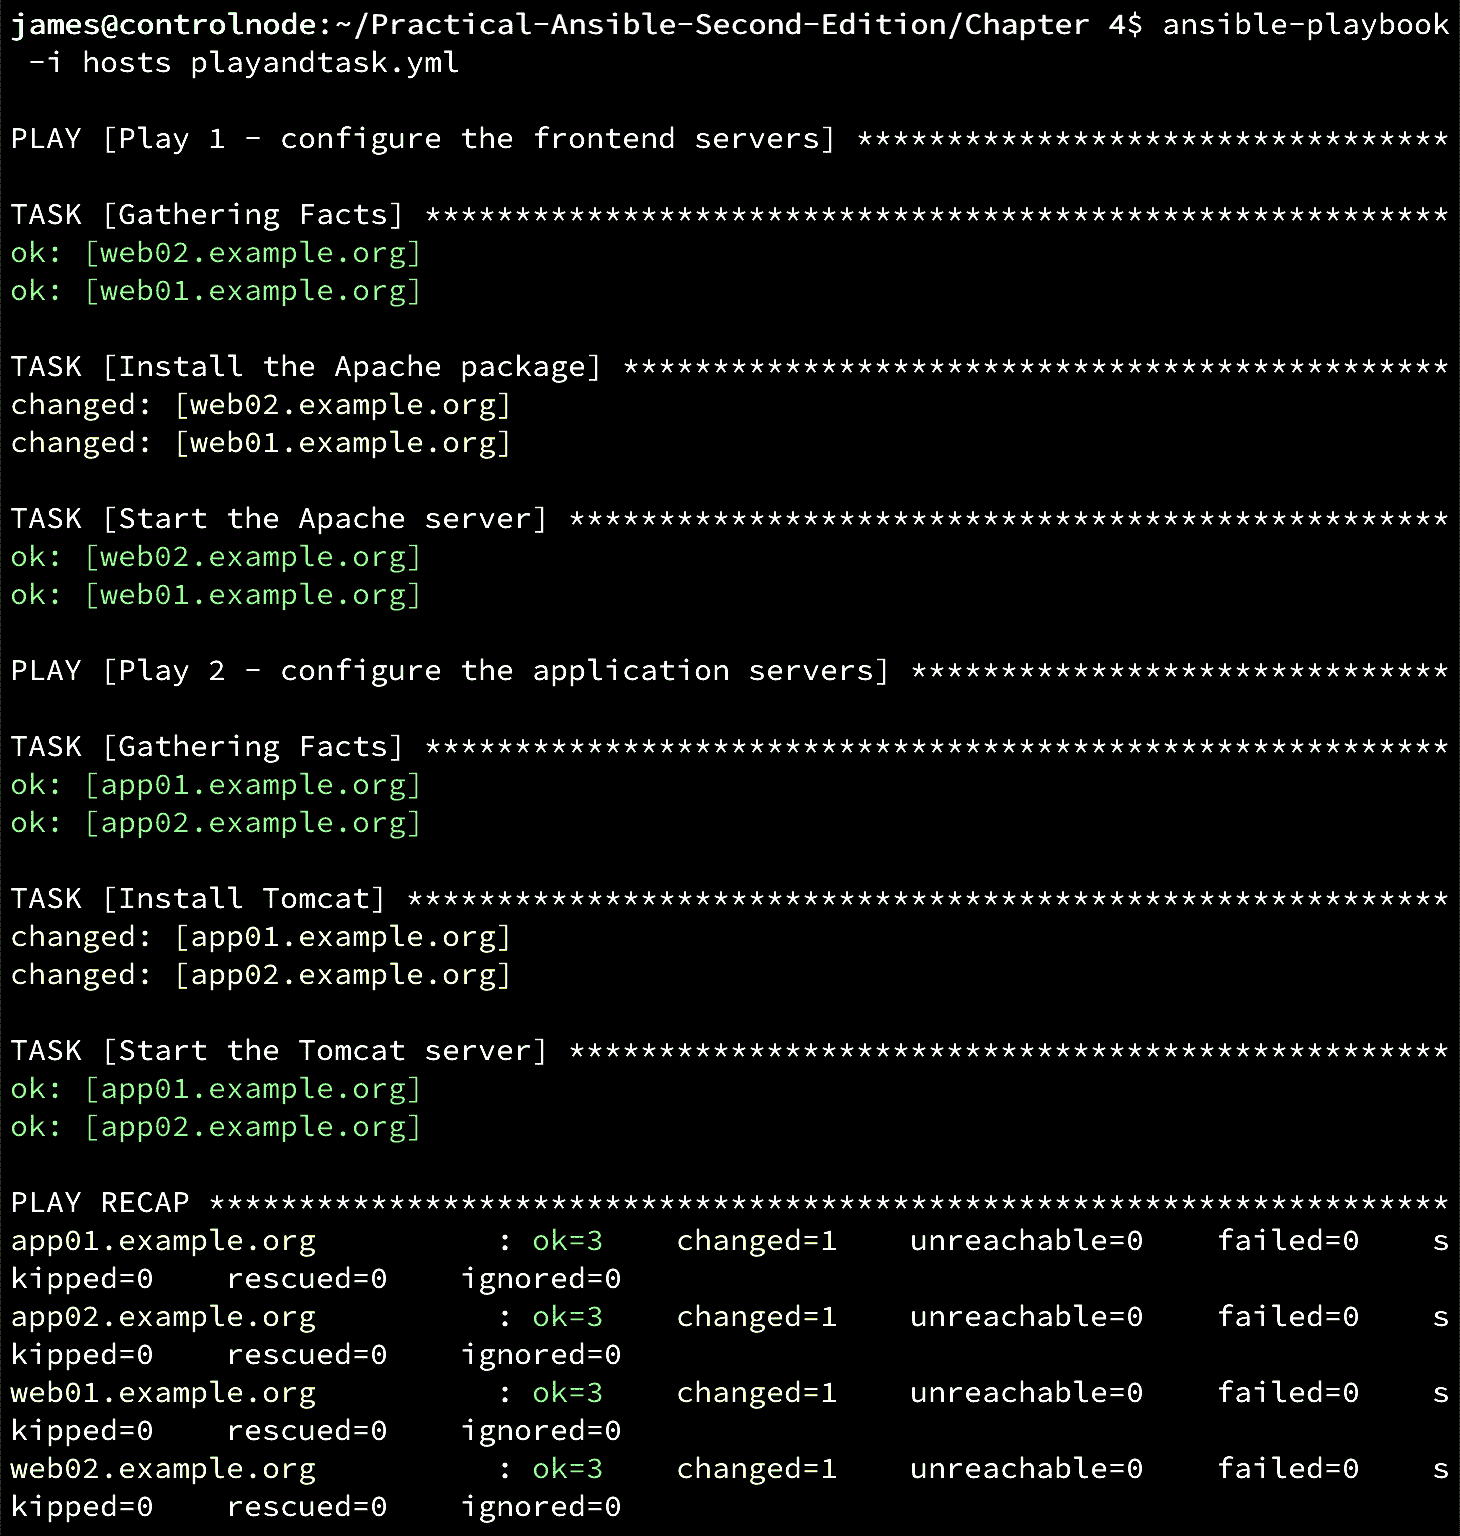 james@controlnode:~/Practical-Ansible-Second-Edition/Chapter 4$ ansible-playbook
 -i hosts playandtask.yml
PLAY [Play 1 - configure the frontend servers] *********************************
TASK [Gathering Facts] *********************************************************
ok: [web02.example.org]
ok: [web01.example.org]
TASK [Install the Apache package] **********************************************
changed: [web02.example.org]
changed: [web01.example.org]
TASK [Start the Apache server] *************************************************
ok: [web02.example.org]
ok: [web01.example.org]
PLAY [Play 2 - configure the application servers] ******************************
TASK [Gathering Facts] *********************************************************
ok: [app01.example.org]
ok: [app02.example.org]
TASK [Install Tomcat] **********************************************************
changed: [app01.example.org]
changed: [app02.example.org]
TASK [Start the Tomcat server] *************************************************
ok: [app01.example.org]
ok: [app02.example.org]
PLAY RECAP *********************************************************************
app01.example.org          : ok=3    changed=1    unreachable=0    failed=0    s
kipped=0    rescued=0    ignored=0
app02.example.org          : ok=3    changed=1    unreachable=0    failed=0    s
kipped=0    rescued=0    ignored=0
web01.example.org          : ok=3    changed=1    unreachable=0    failed=0    s
kipped=0    rescued=0    ignored=0
web02.example.org          : ok=3    changed=1    unreachable=0    failed=0    s
kipped=0    rescued=0    ignored=0